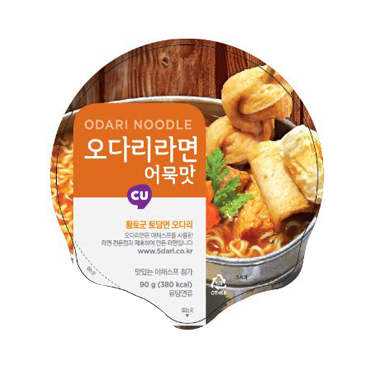 ODARI NOODLE
오다리라면
어묵맛
CU
황토군 토담면 오다리
오다리면은 야채스프를 사용한
라면 전문점과 제휴하여 만든 라면입니다
www.5dari.co.kr
맛있는 야채스프 첨가
90 g (380 kcal)
유탕면류
OTHER